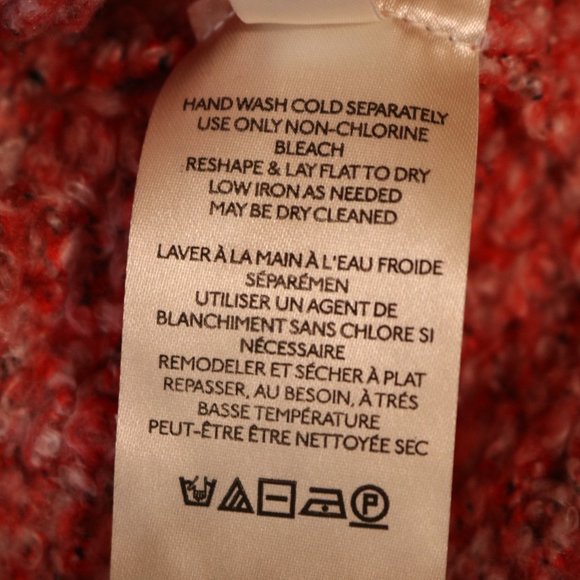 HAND WASH COLD SEPARATELY
USE ONLY NON-CHLORINE
BLEACH
RESHAPE & LAY FLAT TO DRY
LOW IRON AS NEEDED
MAY BE DRY CLEANED
LAVER À LA MAIN À L'EAU FROIDE
SÉPARÉMEN
UTILISER UN AGENT DE
BLANCHIMENT SANS CHLORE SI
NÉCESSAIRE
REMODELER ET SÉCHER À PLAT
REPASSER, AU BESOIN, À TRÉS
BASSE TEMPÉRATURE
PEUT-ÊTRE ÊTRE NETTOYÉE SEC
P